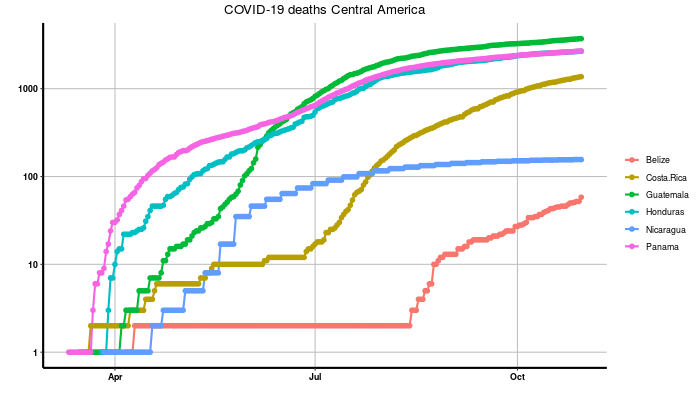 COVID-19 deaths Central America
1000
100
10
1
Apr
Jul
Oct
Belize
Costa.Rica
Guatemala
Honduras
Nicaragua
Panama